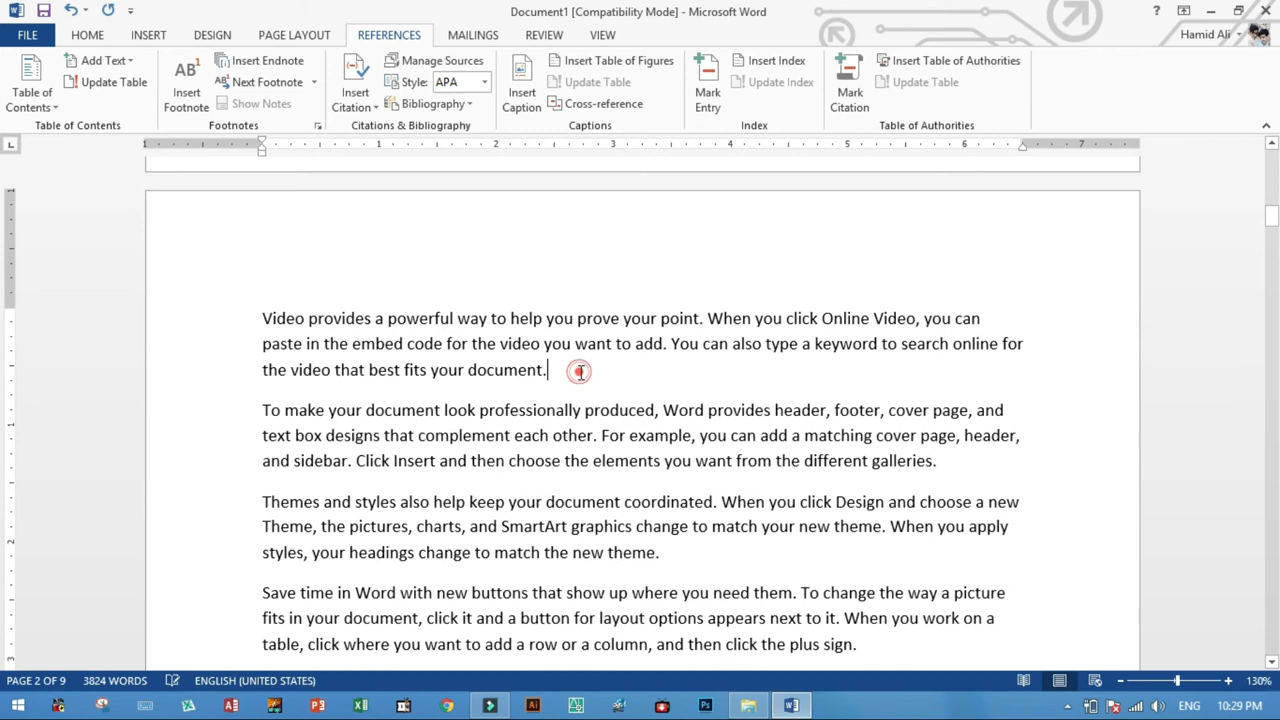 Document1 [Compatibility Mode] - Microsoft Word
?
FILE HOME INSERT DESIGN PAGE LAYOUT REFERENCES MAILINGS REVIEW VIEW Hamid Ali
Table of Contents
Add Text
Update Table
Table of Contents
AB1
Insert Footnote
Insert Endnote
AB1 Next Footnote
Show Notes
Footnotes
Insert Citation
Manage Sources
Style: APA
Bibliography
Citations & Bibliography
Insert Caption
Insert Table of Figures
Update Table
Cross-reference
Captions
Mark Entry
Insert Index
Update Index
Index
Mark Citation
Insert Table of Authorities
Update Table
Table of Authorities
L 1 1 2 3 4 5 6 7
Video provides a powerful way to help you prove your point. When you click Online Video, you can
paste in the embed code for the video you want to add. You can also type a keyword to search online for
the video that best fits your document.
To make your document look professionally produced, Word provides header, footer, cover page, and
text box designs that complement each other. For example, you can add a matching cover page, header,
and sidebar. Click Insert and then choose the elements you want from the different galleries.
Themes and styles also help keep your document coordinated. When you click Design and choose a new
Theme, the pictures, charts, and SmartArt graphics change to match your new theme. When you apply
styles, your headings change to match the new theme.
Save time in Word with new buttons that show up where you need them. To change the way a picture
fits in your document, click it and a button for layout options appears next to it. When you work on a
table, click where you want to add a row or a column, and then click the plus sign.
1
1
2
3
PAGE 2 OF 9 3824 WORDS ENGLISH (UNITED STATES) 130%
ENG 10:29 PM